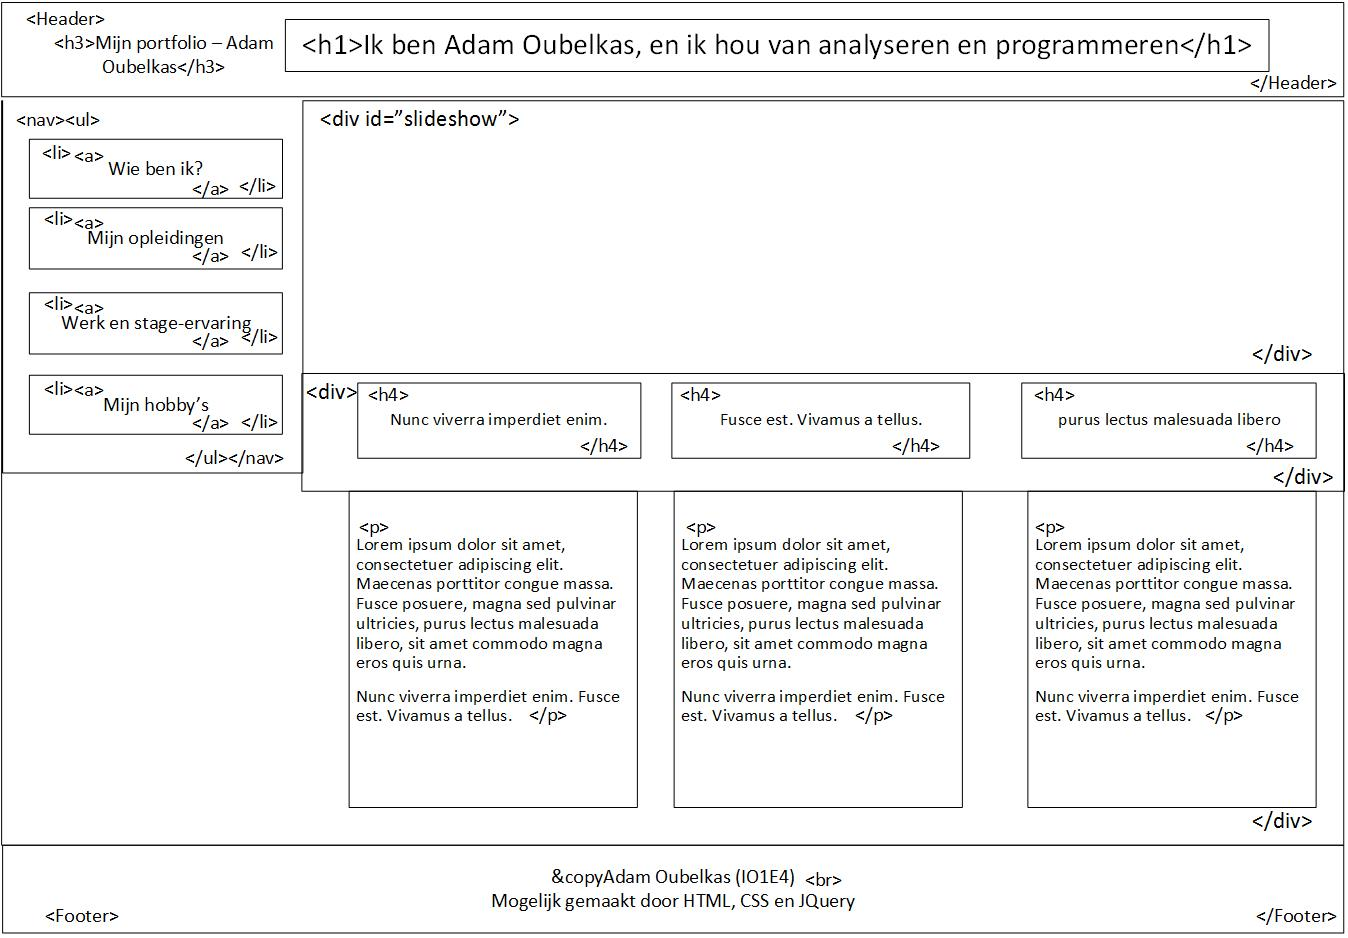 <Header>
<h3>Mijn portfolio – Adam
Oubelkas</h3>
<h1>Ik ben Adam Oubelkas, en ik hou van analyseren en programmeren</h1>
</Header>
<nav><ul>
<li><a>
Wie ben ik?
</a> </li>
<li><a>
Mijn opleidingen
</a> </li>
<li><a>
Werk en stage-ervaring
</a> </li>
<li><a>
Mijn hobby’s
</a> </li>
</ul></nav>
<div id=”slideshow”>
</div>
<div>
<h4>
Nunc viverra imperdiet enim.
</h4>
<h4>
Fusce est. Vivamus a tellus.
</h4>
<h4>
purus lectus malesuada libero
</h4>
</div>
<p>
Lorem ipsum dolor sit amet,
consectetuer adipiscing elit.
Maecenas porttitor congue massa.
Fusce posuere, magna sed pulvinar
ultricies, purus lectus malesuada
libero, sit amet commodo magna
eros quis urna.
Nunc viverra imperdiet enim. Fusce
est. Vivamus a tellus. </p>
<p>
Lorem ipsum dolor sit amet,
consectetuer adipiscing elit.
Maecenas porttitor congue massa.
Fusce posuere, magna sed pulvinar
ultricies, purus lectus malesuada
libero, sit amet commodo magna
eros quis urna.
Nunc viverra imperdiet enim. Fusce
est. Vivamus a tellus. </p>
<p>
Lorem ipsum dolor sit amet,
consectetuer adipiscing elit.
Maecenas porttitor congue massa.
Fusce posuere, magna sed pulvinar
ultricies, purus lectus malesuada
libero, sit amet commodo magna
eros quis urna.
Nunc viverra imperdiet enim. Fusce
est. Vivamus a tellus. </p>
</div>
&copyAdam Oubelkas (IO1E4) <br>
Mogelijk gemaakt door HTML, CSS en JQuery
<Footer>
</Footer>